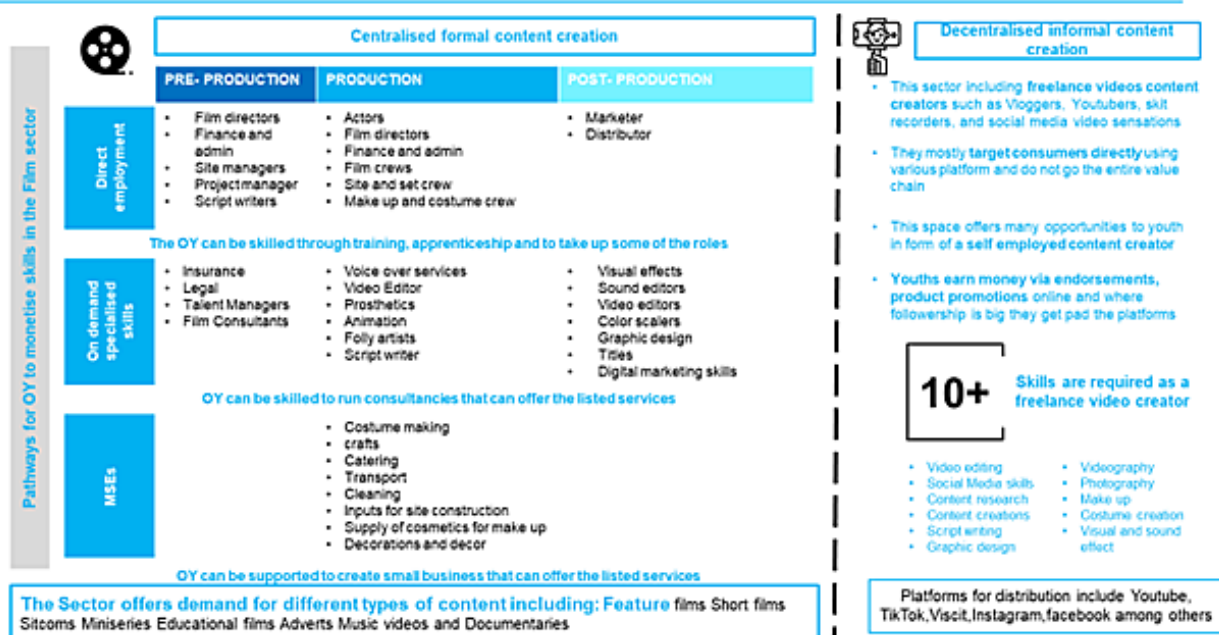 Pathways for OY to monetise skills in the Film sector
Centralised formal content creation
PRE- PRODUCTION
PRODUCTION
POST- PRODUCTION
Direct
employment
• Film directors
• Finance and
admin
• Site managers
• Project manager
• Script writers
• Actors
• Film directors
• Finance and admin
• Film crews
• Site and set crew
• Make up and costume crew
• Marketer
• Distributor
The OY can be skilled through training, apprenticeship and to take up some of the roles
On demand
specialised
skills
• Insurance
• Legal
• Talent Managers
• Film Consultants
• Voice over services
• Video Editor
• Prosthetics
• Animation
• Folly artists
• Script writer
• Visual effects
• Sound editors
• Video editors
• Color scalers
• Graphic design
• Titles
• Digital marketing skills
OY can be skilled to run consultancies that can offer the listed services
MSEs
• Costume making
• crafts
• Catering
• Transport
• Cleaning
• Inputs for site construction
• Supply of cosmetics for make up
• Decorations and decor
OY can be supported to create small business that can offer the listed services
The Sector offers demand for different types of content including: Feature films Short films
Sitcoms Miniseries Educational films Adverts Music videos and Documentaries
Decentralised informal content
creation
• This sector including freelance videos content
creators such as Vloggers, Youtubers, skit
recorders, and social media video sensations
• They mostly target consumers directly using
various platform and do not go the entire value
chain
• This space offers many opportunities to youth
in form of a self employed content creator
• Youths earn money via endorsements,
product promotions online and where
followership is big they get pad the platforms
10+
Skills are required as a
freelance video creator
• Video editing
• Social Media skills
• Content research
• Content creations
• Script writing
• Graphic design
• Videography
• Photography
• Make up
• Costume creation
• Visual and sound
effect
Platforms for distribution include Youtube,
TikTok,Viscit,Instagram,facebook among others